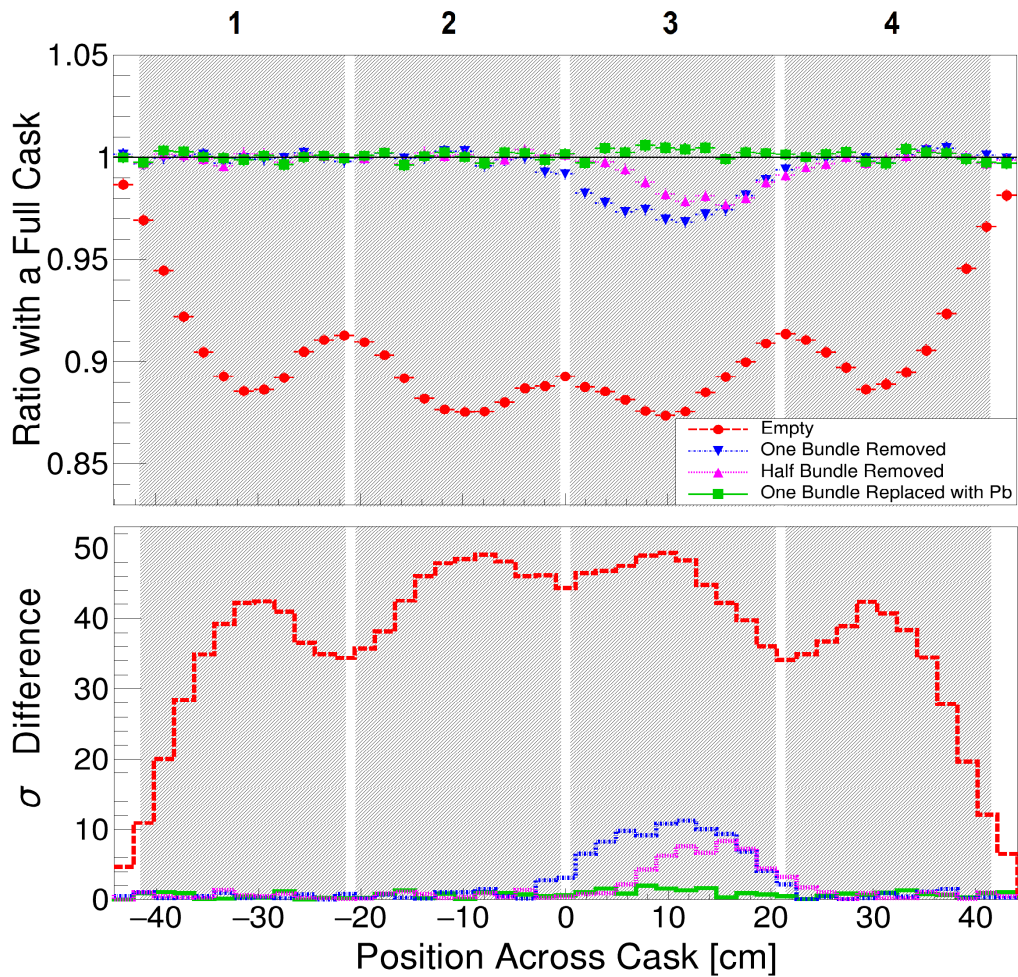 1 2 3 4
1.05
1
0.95
0.9
0.85
Ratio with a Full Cask
Empty
One Bundle Removed
Half Bundle Removed
One Bundle Replaced with Pb
50
40
30
20
10
0
σ Difference
−40 −30 −20 −10 0 10 20 30 40
Position Across Cask [cm]